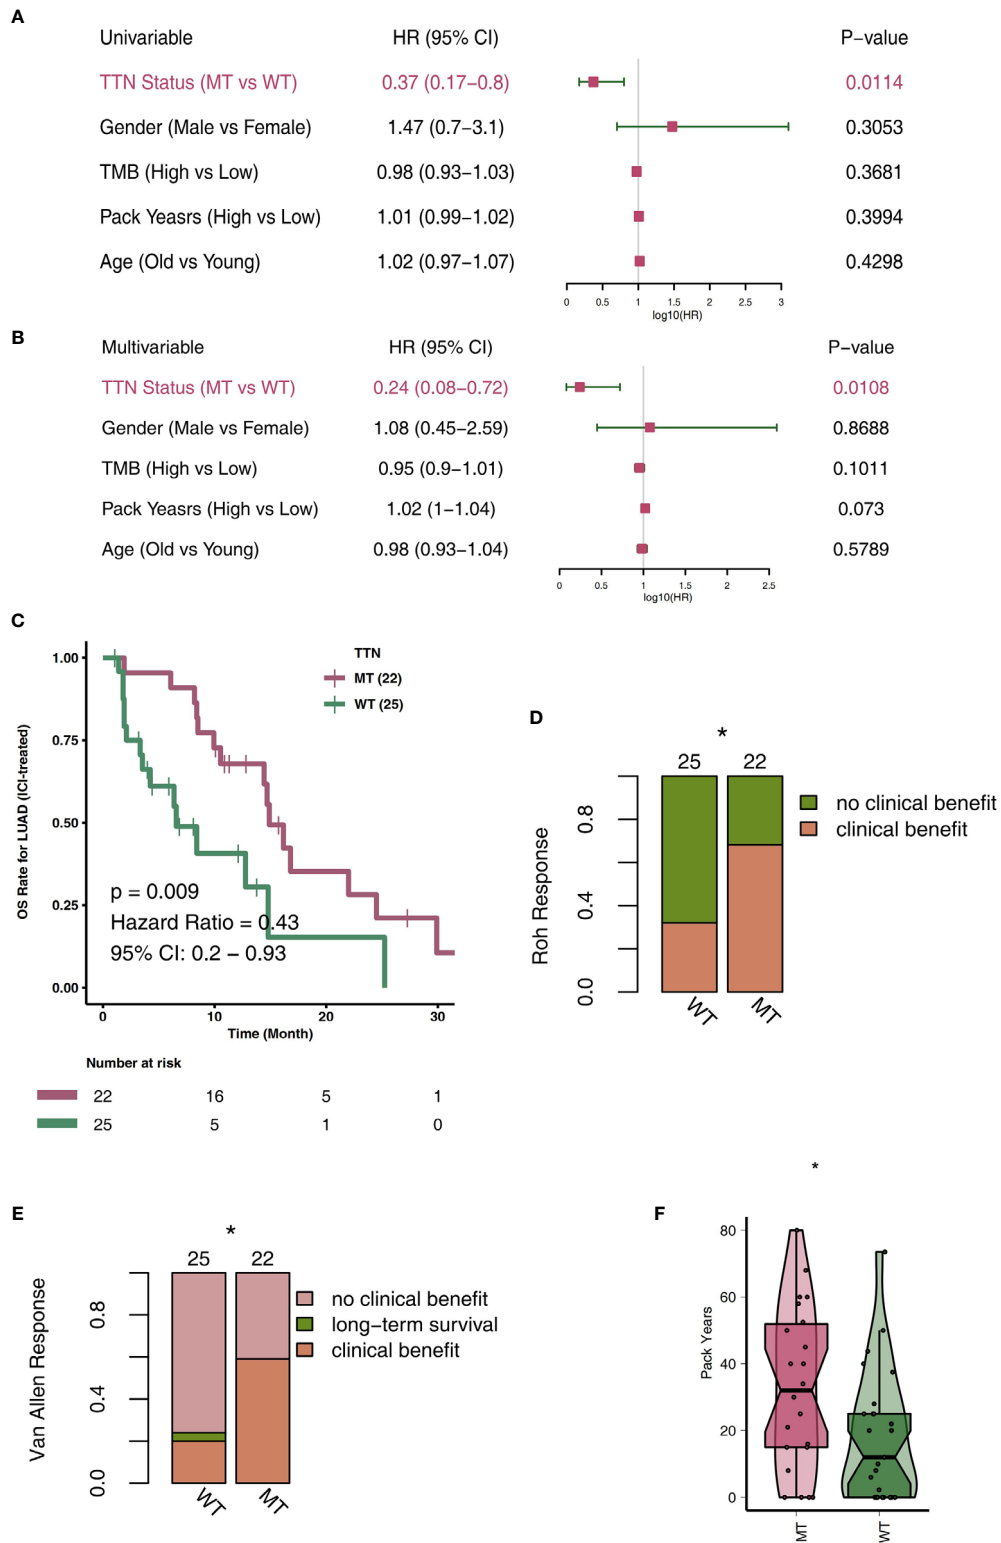 A
Univariable HR (95% CI) P−value
TTN Status (MT vs WT) 0.37 (0.17−0.8) 0.0114
Gender (Male vs Female) 1.47 (0.7−3.1) 0.3053
TMB (High vs Low) 0.98 (0.93−1.03) 0.3681
Pack Yeasrs (High vs Low) 1.01 (0.99−1.02) 0.3994
Age (Old vs Young) 1.02 (0.97−1.07) 0.4298
0 0.5 1 1.5 2 2.5 3
log10(HR)
B
Multivariable HR (95% CI) P−value
TTN Status (MT vs WT) 0.24 (0.08−0.72) 0.0108
Gender (Male vs Female) 1.08 (0.45−2.59) 0.8688
TMB (High vs Low) 0.95 (0.9−1.01) 0.1011
Pack Yeasrs (High vs Low) 1.02 (1−1.04) 0.073
Age (Old vs Young) 0.98 (0.93−1.04) 0.5789
0 0.5 1 1.5 2 2.5
log10(HR)
C
OS Rate for LUAD (ICI-treated)
1.00
0.75
0.50
0.25
0.00
TTN
MT (22)
WT (25)
p = 0.009
Hazard Ratio = 0.43
95% CI: 0.2 − 0.93
0 10 20 30
Time (Month)
Number at risk
22 16 5 1
25 5 1 0
D
*
25 22
Roh Response
0.8
0.4
0.0
no clinical benefit
clinical benefit
WT MT
E
*
25 22
Van Allen Response
0.8
0.4
0.0
no clinical benefit
long−term survival
clinical benefit
WT MT
*
F
Pack Years
80
60
40
20
0
MT WT